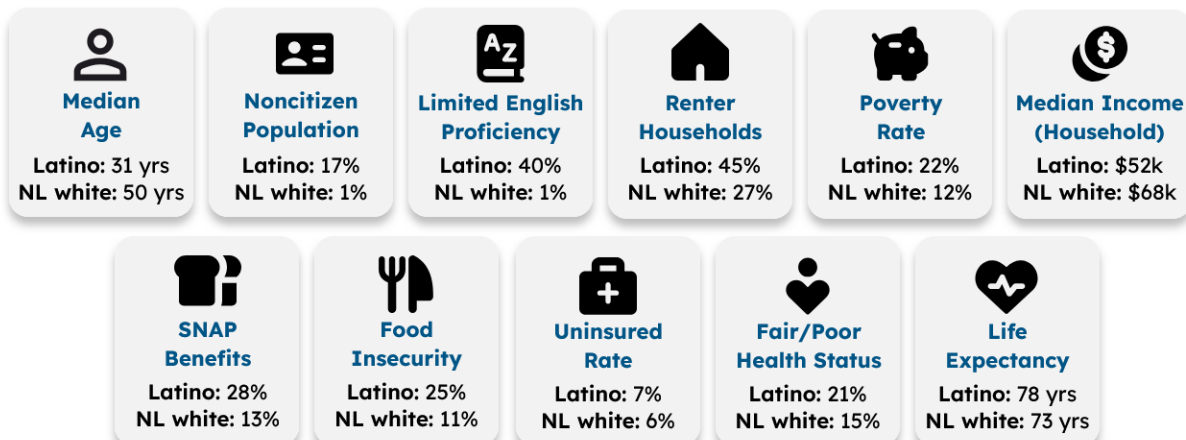 AZ
Median
Age
Latino: 31 yrs
NL white: 50 yrs
Noncitizen
Population
Latino: 17%
NL white: 1%
Limited English
Proficiency
Latino: 40%
NL white: 1%
Renter
Households
Latino: 45%
NL white: 27%
Poverty
Rate
Latino: 22%
NL white: 12%
$
Median Income
(Household)
Latino: $52k
NL white: $68k
SNAP
Benefits
Latino: 28%
NL white: 13%
Food
Insecurity
Latino: 25%
NL white: 11%
Uninsured
Rate
Latino: 7%
NL white: 6%
Fair/Poor
Health Status
Latino: 21%
NL white: 15%
Life
Expectancy
Latino: 78 yrs
NL white: 73 yrs